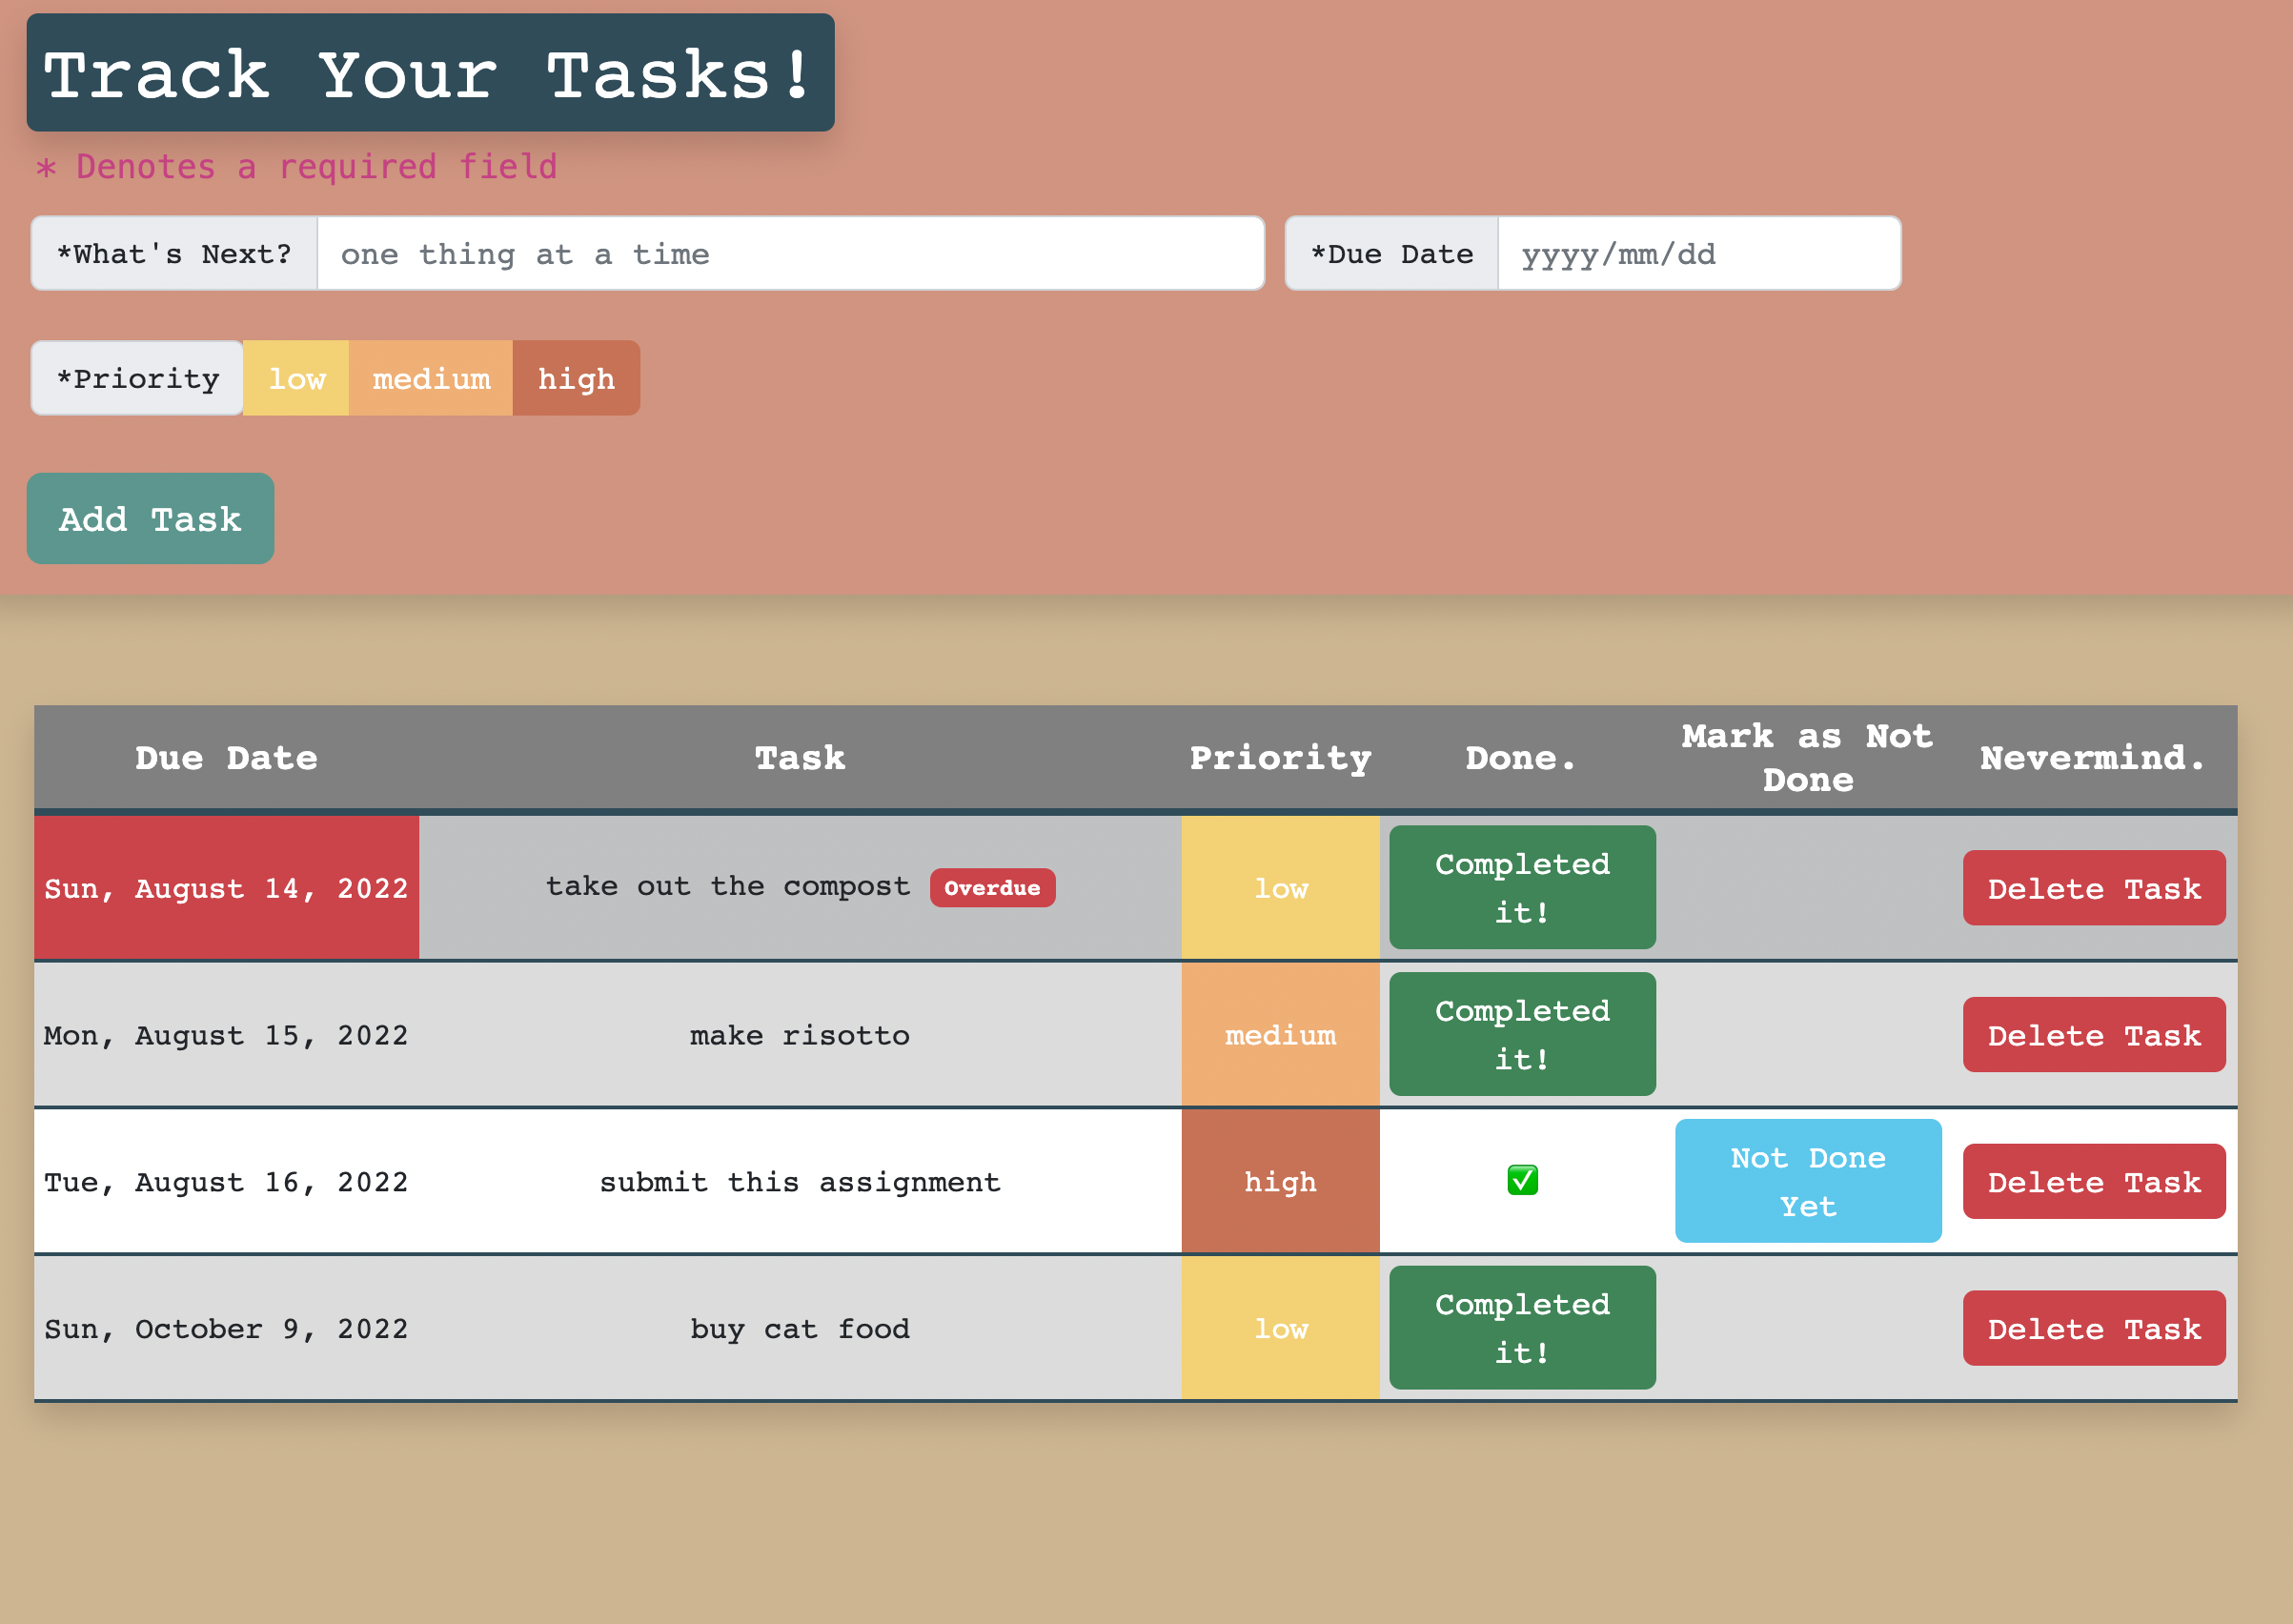 Track Your Tasks!
* Denotes a required field
*What's Next? one thing at a time *Due Date yyyy/mm/dd
*Priority low medium high
Add Task
Due Date Task Priority Done. Mark as Not Done Nevermind.
Sun, August 14, 2022 take out the compost Overdue low Completed it! Delete Task
Mon, August 15, 2022 make risotto medium Completed it! Delete Task
Tue, August 16, 2022 submit this assignment high ✅ Not Done Yet Delete Task
Sun, October 9, 2022 buy cat food low Completed it! Delete Task